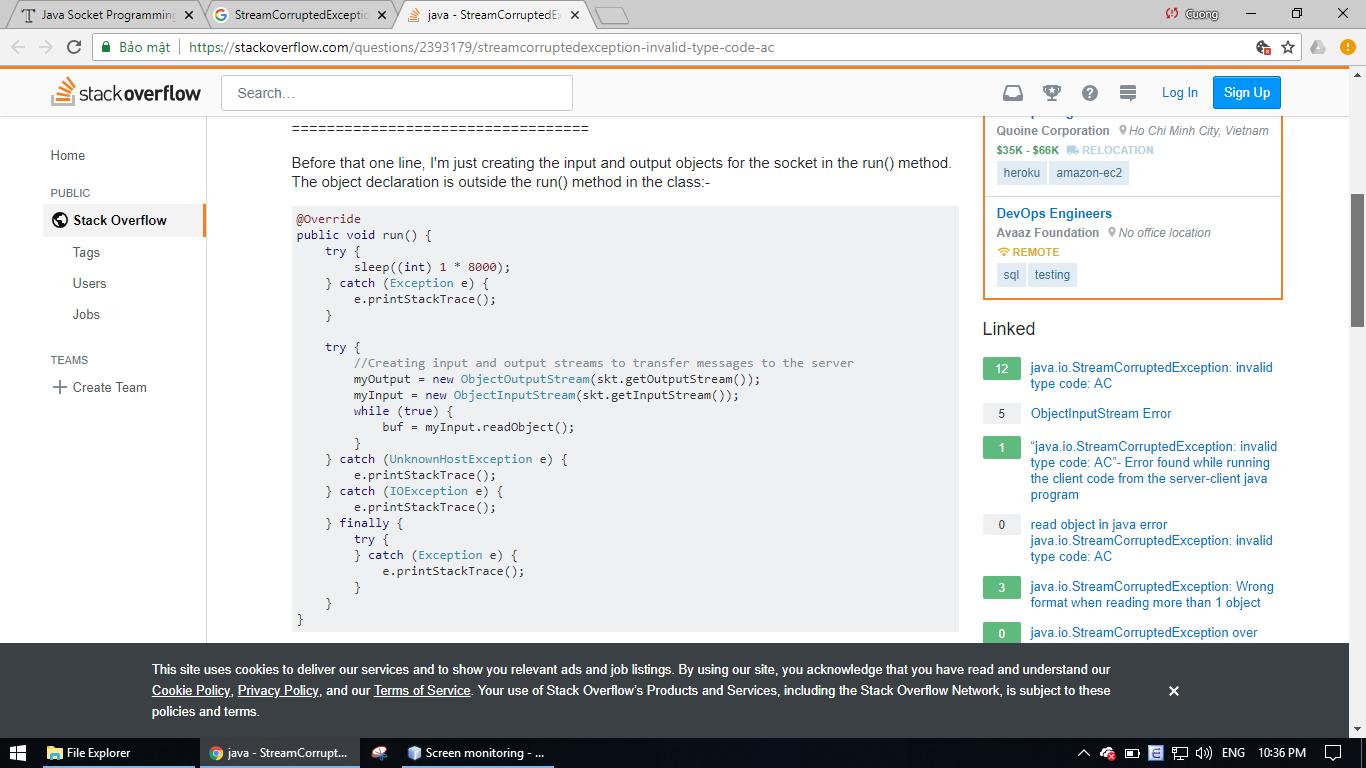 Java Socket Programming
StreamCorruptedExceptio
java - StreamCorruptedE
Cuong
Bảo mật
https://stackoverflow.com/questions/2393179/streamcorruptedexception-invalid-type-code-ac
stackoverflow
Search...
Log In
Sign Up
Home
PUBLIC
Stack Overflow
Tags
Users
Jobs
TEAMS
Create Team
==================================
Before that one line, I'm just creating the input and output objects for the socket in the run() method.
The object declaration is outside the run() method in the class:-
@Override
public void run() {
    try {
        sleep((int) 1 * 8000);
    } catch (Exception e) {
        e.printStackTrace();
    }
    try {
        //Creating input and output streams to transfer messages to the server
        myOutput = new ObjectOutputStream(skt.getOutputStream());
        myInput = new ObjectInputStream(skt.getInputStream());
        while (true) {
            buf = myInput.readObject();
        }
    } catch (UnknownHostException e) {
        e.printStackTrace();
    } catch (IOException e) {
        e.printStackTrace();
    } finally {
        try {
        } catch (Exception e) {
            e.printStackTrace();
        }
    }
}
Quoine Corporation Ho Chi Minh City, Vietnam
$35K - $66K RELOCATION
heroku amazon-ec2
DevOps Engineers
Avaaz Foundation No office location
REMOTE
sql testing
Linked
12 java.io.StreamCorruptedException: invalid
type code: AC
5 ObjectInputStream Error
1 “java.io.StreamCorruptedException: invalid
type code: AC”- Error found while running
the client code from the server-client java
program
0 read object in java error
java.io.StreamCorruptedException: invalid
type code: AC
3 java.io.StreamCorruptedException: Wrong
format when reading more than 1 object
0 java.io.StreamCorruptedException over
This site uses cookies to deliver our services and to show you relevant ads and job listings. By using our site, you acknowledge that you have read and understand our
Cookie Policy, Privacy Policy, and our Terms of Service. Your use of Stack Overflow’s Products and Services, including the Stack Overflow Network, is subject to these
policies and terms.
File Explorer
java - StreamCorrupt...
Screen monitoring - ...
ENG
10:36 PM